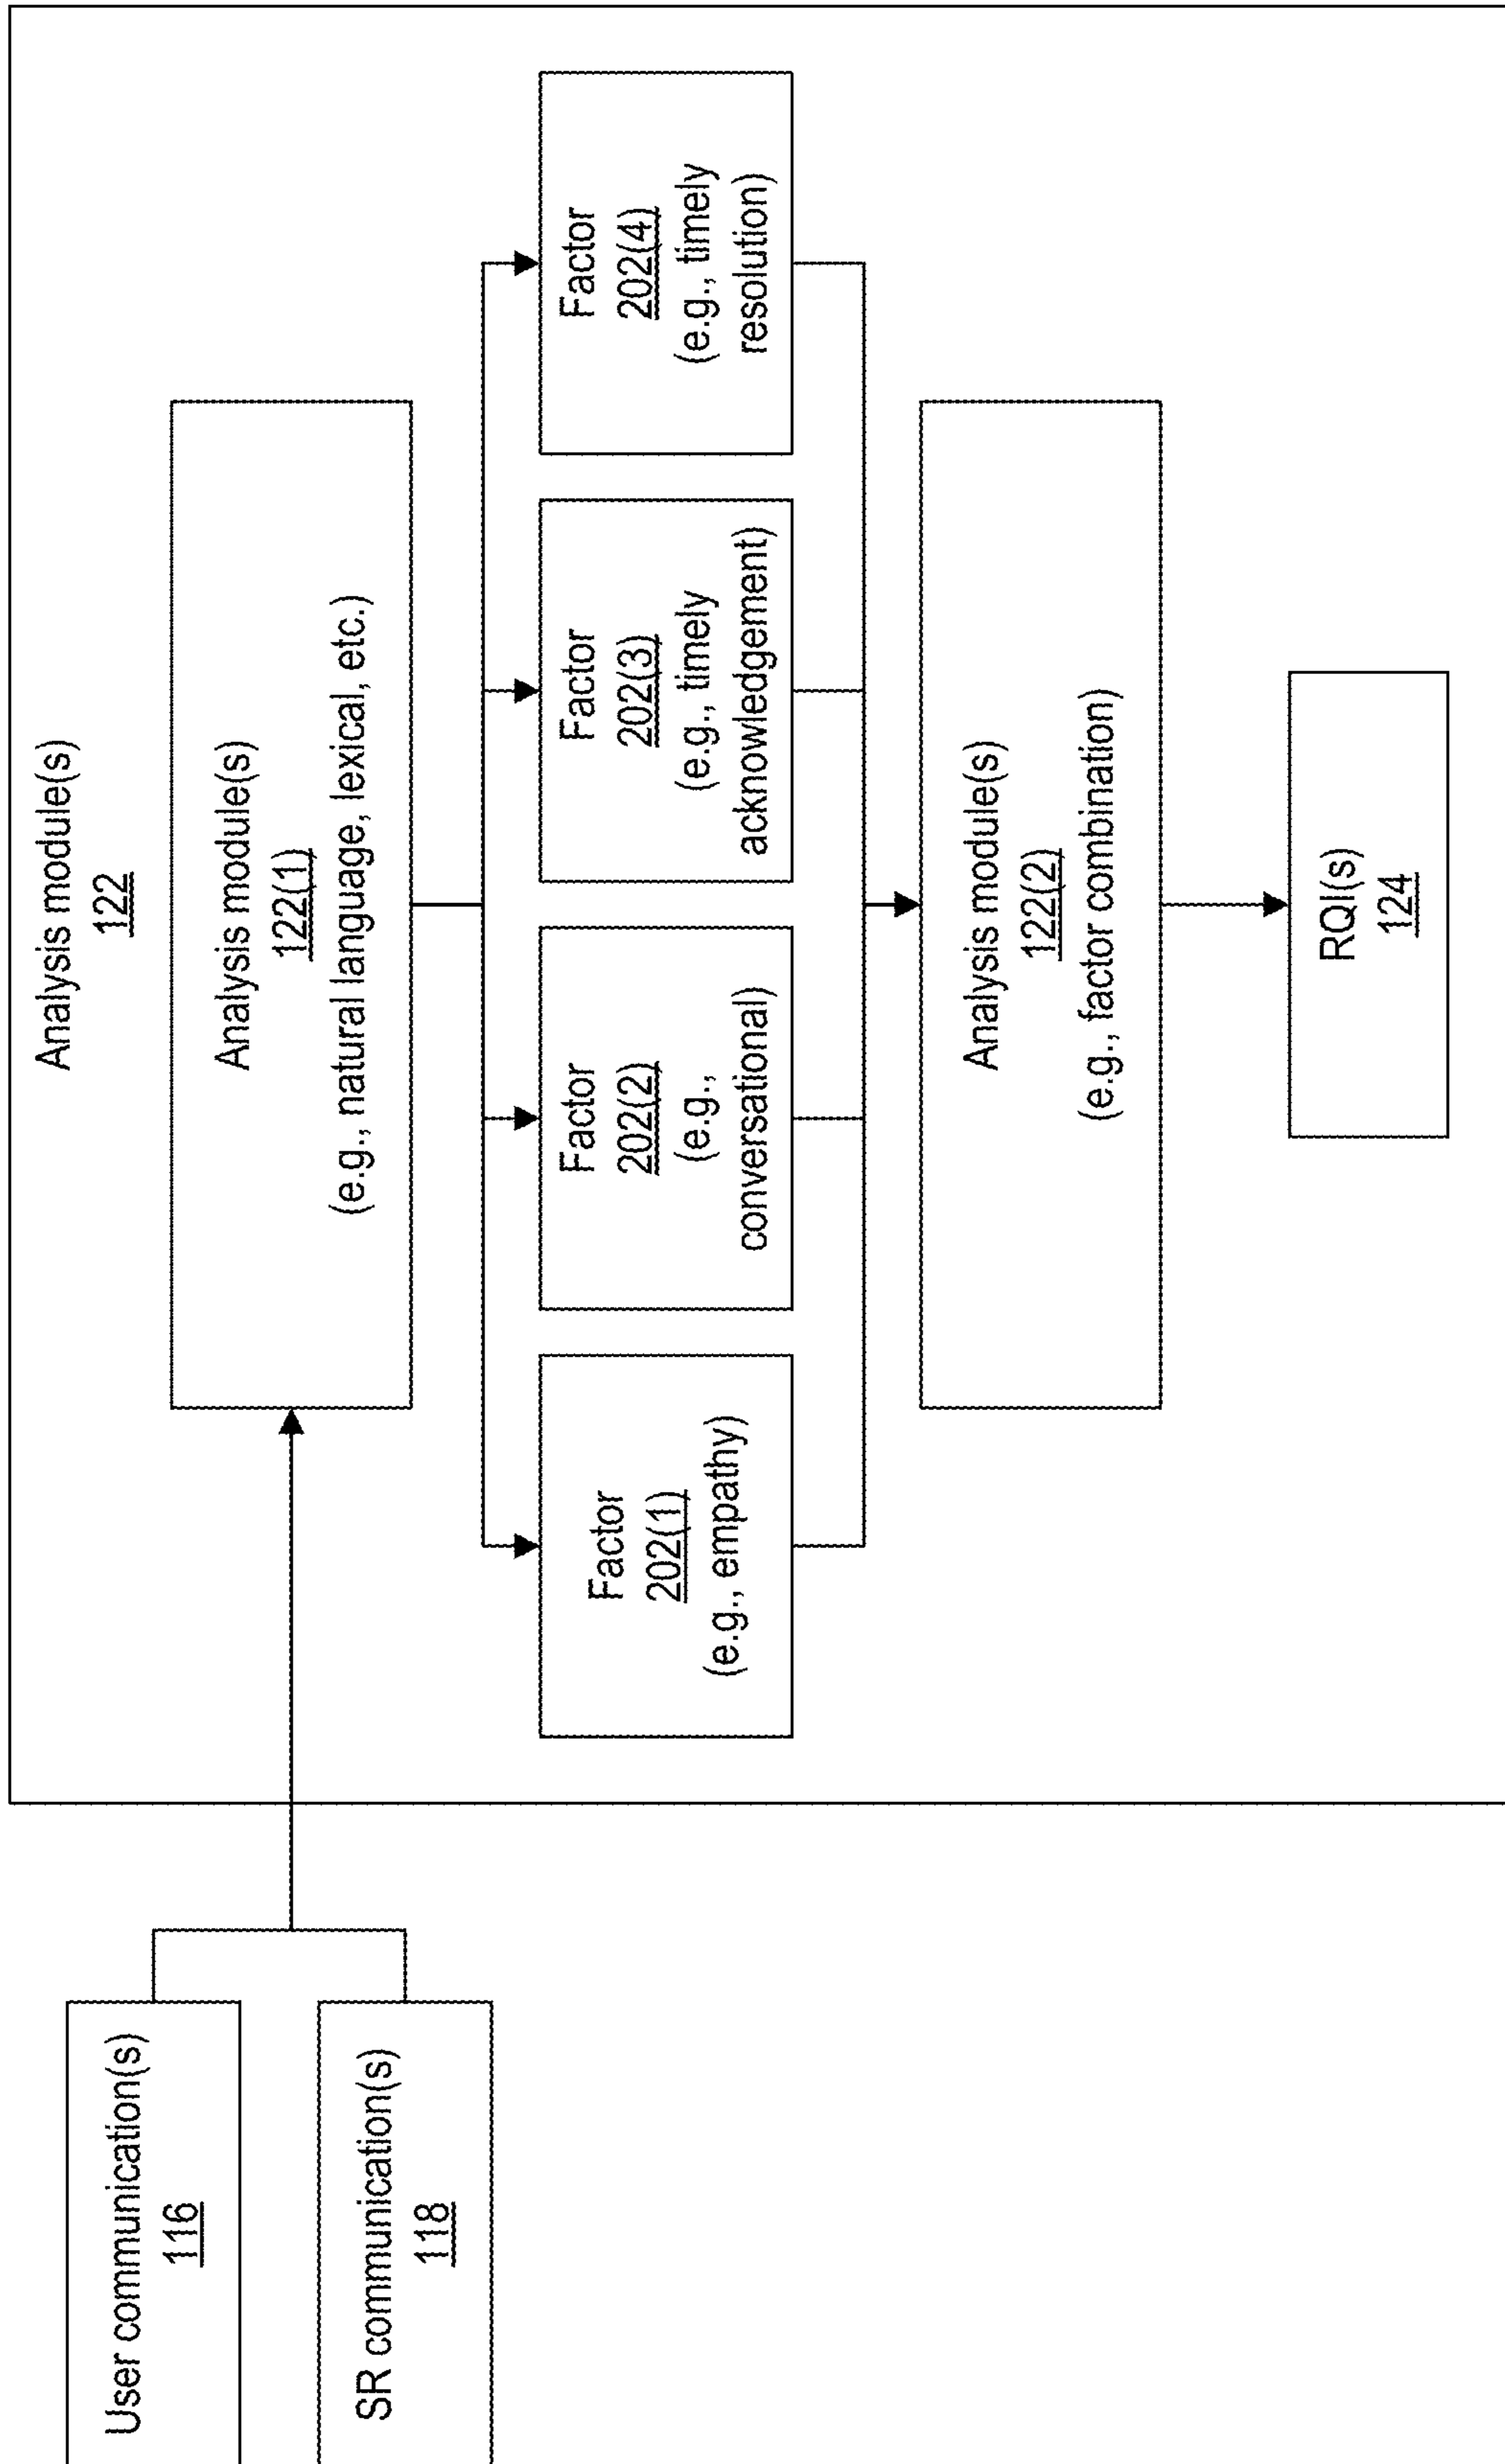 User communication(s)
116
SR communication(s)
118
Analysis module(s)
122
Analysis module(s)
122(1)
(e.g., natural language, lexical, etc.)
Factor
202(1)
(e.g., empathy)
Factor
202(2)
(e.g.,
conversational)
Factor
202(3)
(e.g., timely
acknowledgement)
Factor
202(4)
(e.g., timely
resolution)
Analysis module(s)
122(2)
(e.g., factor combination)
RQI(s)
124